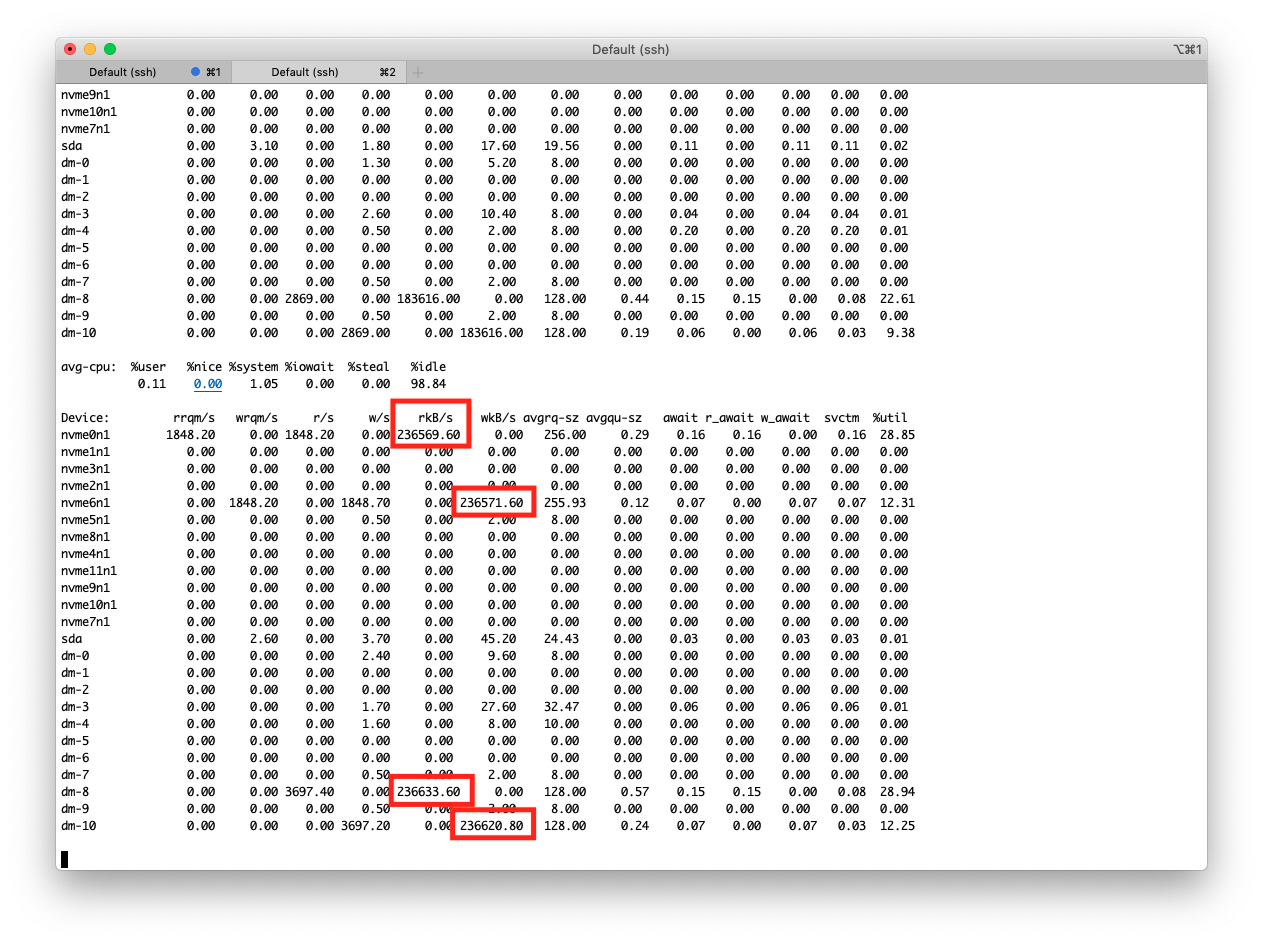 Default (ssh) ⌥⌘1
Default (ssh) ⌘1 Default (ssh) ⌘2 +
nvme9n1 0.00 0.00 0.00 0.00 0.00 0.00 0.00 0.00 0.00 0.00 0.00 0.00 0.00
nvme10n1 0.00 0.00 0.00 0.00 0.00 0.00 0.00 0.00 0.00 0.00 0.00 0.00 0.00
nvme7n1 0.00 0.00 0.00 0.00 0.00 0.00 0.00 0.00 0.00 0.00 0.00 0.00 0.00
sda 0.00 3.10 0.00 1.80 0.00 17.60 19.56 0.00 0.11 0.00 0.11 0.11 0.02
dm-0 0.00 0.00 0.00 1.30 0.00 5.20 8.00 0.00 0.00 0.00 0.00 0.00 0.00
dm-1 0.00 0.00 0.00 0.00 0.00 0.00 0.00 0.00 0.00 0.00 0.00 0.00 0.00
dm-2 0.00 0.00 0.00 0.00 0.00 0.00 0.00 0.00 0.00 0.00 0.00 0.00 0.00
dm-3 0.00 0.00 0.00 2.60 0.00 10.40 8.00 0.00 0.04 0.00 0.04 0.04 0.01
dm-4 0.00 0.00 0.00 0.50 0.00 2.00 8.00 0.00 0.20 0.00 0.20 0.20 0.01
dm-5 0.00 0.00 0.00 0.00 0.00 0.00 0.00 0.00 0.00 0.00 0.00 0.00 0.00
dm-6 0.00 0.00 0.00 0.00 0.00 0.00 0.00 0.00 0.00 0.00 0.00 0.00 0.00
dm-7 0.00 0.00 0.00 0.50 0.00 2.00 8.00 0.00 0.00 0.00 0.00 0.00 0.00
dm-8 0.00 0.00 2869.00 0.00 183616.00 0.00 128.00 0.44 0.15 0.15 0.00 0.08 22.61
dm-9 0.00 0.00 0.00 0.50 0.00 2.00 8.00 0.00 0.00 0.00 0.00 0.00 0.00
dm-10 0.00 0.00 0.00 2869.00 0.00 183616.00 128.00 0.19 0.06 0.00 0.06 0.03 9.38
avg-cpu: %user %nice %system %iowait %steal %idle
0.11 0.00 1.05 0.00 0.00 98.84
Device: rrqm/s wrqm/s r/s w/s rkB/s wkB/s avgrq-sz avgqu-sz await r_await w_await svctm %util
nvme0n1 1848.20 0.00 1848.20 0.00 236569.60 0.00 256.00 0.29 0.16 0.16 0.00 0.16 28.85
nvme1n1 0.00 0.00 0.00 0.00 0.00 0.00 0.00 0.00 0.00 0.00 0.00 0.00 0.00
nvme3n1 0.00 0.00 0.00 0.00 0.00 0.00 0.00 0.00 0.00 0.00 0.00 0.00 0.00
nvme2n1 0.00 0.00 0.00 0.00 0.00 0.00 0.00 0.00 0.00 0.00 0.00 0.00 0.00
nvme6n1 0.00 1848.20 0.00 1848.70 0.00 236571.60 255.93 0.12 0.07 0.00 0.07 0.07 12.31
nvme5n1 0.00 0.00 0.00 0.50 0.00 2.00 8.00 0.00 0.00 0.00 0.00 0.00 0.00
nvme8n1 0.00 0.00 0.00 0.00 0.00 0.00 0.00 0.00 0.00 0.00 0.00 0.00 0.00
nvme4n1 0.00 0.00 0.00 0.00 0.00 0.00 0.00 0.00 0.00 0.00 0.00 0.00 0.00
nvme11n1 0.00 0.00 0.00 0.00 0.00 0.00 0.00 0.00 0.00 0.00 0.00 0.00 0.00
nvme9n1 0.00 0.00 0.00 0.00 0.00 0.00 0.00 0.00 0.00 0.00 0.00 0.00 0.00
nvme10n1 0.00 0.00 0.00 0.00 0.00 0.00 0.00 0.00 0.00 0.00 0.00 0.00 0.00
nvme7n1 0.00 0.00 0.00 0.00 0.00 0.00 0.00 0.00 0.00 0.00 0.00 0.00 0.00
sda 0.00 2.60 0.00 3.70 0.00 45.20 24.43 0.00 0.03 0.00 0.03 0.03 0.01
dm-0 0.00 0.00 0.00 2.40 0.00 9.60 8.00 0.00 0.00 0.00 0.00 0.00 0.00
dm-1 0.00 0.00 0.00 0.00 0.00 0.00 0.00 0.00 0.00 0.00 0.00 0.00 0.00
dm-2 0.00 0.00 0.00 0.00 0.00 0.00 0.00 0.00 0.00 0.00 0.00 0.00 0.00
dm-3 0.00 0.00 0.00 1.70 0.00 27.60 32.47 0.00 0.06 0.00 0.06 0.06 0.01
dm-4 0.00 0.00 0.00 1.60 0.00 8.00 10.00 0.00 0.00 0.00 0.00 0.00 0.00
dm-5 0.00 0.00 0.00 0.00 0.00 0.00 0.00 0.00 0.00 0.00 0.00 0.00 0.00
dm-6 0.00 0.00 0.00 0.00 0.00 0.00 0.00 0.00 0.00 0.00 0.00 0.00 0.00
dm-7 0.00 0.00 0.00 0.50 0.00 2.00 8.00 0.00 0.00 0.00 0.00 0.00 0.00
dm-8 0.00 0.00 3697.40 0.00 236633.60 0.00 128.00 0.57 0.15 0.15 0.00 0.08 28.94
dm-9 0.00 0.00 0.00 0.50 0.00 2.00 8.00 0.00 0.00 0.00 0.00 0.00 0.00
dm-10 0.00 0.00 0.00 3697.20 0.00 236620.80 128.00 0.24 0.07 0.00 0.07 0.03 12.25